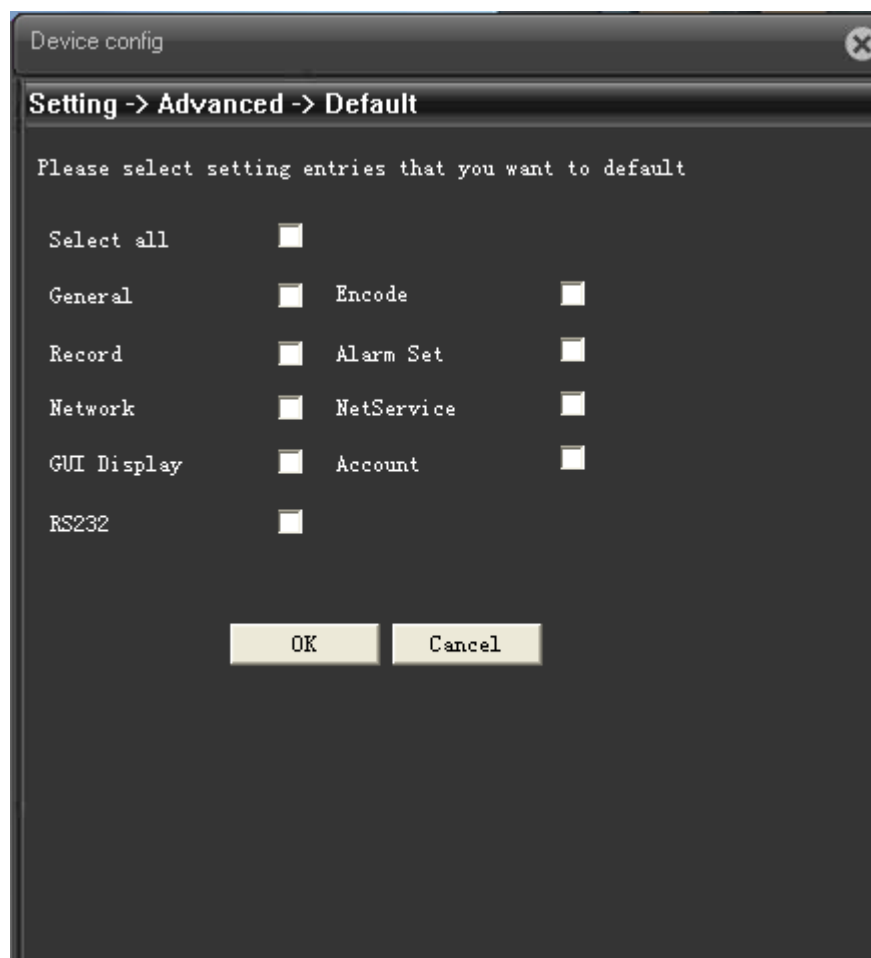 Device config
Setting -> Advanced -> Default
Please select setting entries that you want to default
Select all
General Encode
Record Alarm Set
Network NetService
GUI Display Account
RS232
OK Cancel